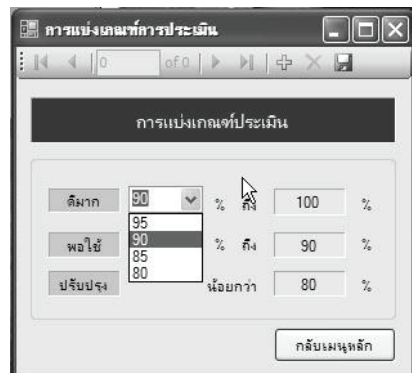 การแบ่งเกณฑ์การประเมิน
0 of 0
การแบ่งเกณฑ์ประเมิน
ดีมาก 90 % ถึง 100 %
95
90
85
80
พอใช้ % ถึง 90 %
ปรับปรุง น้อยกว่า 80 %
กลับเมนูหลัก